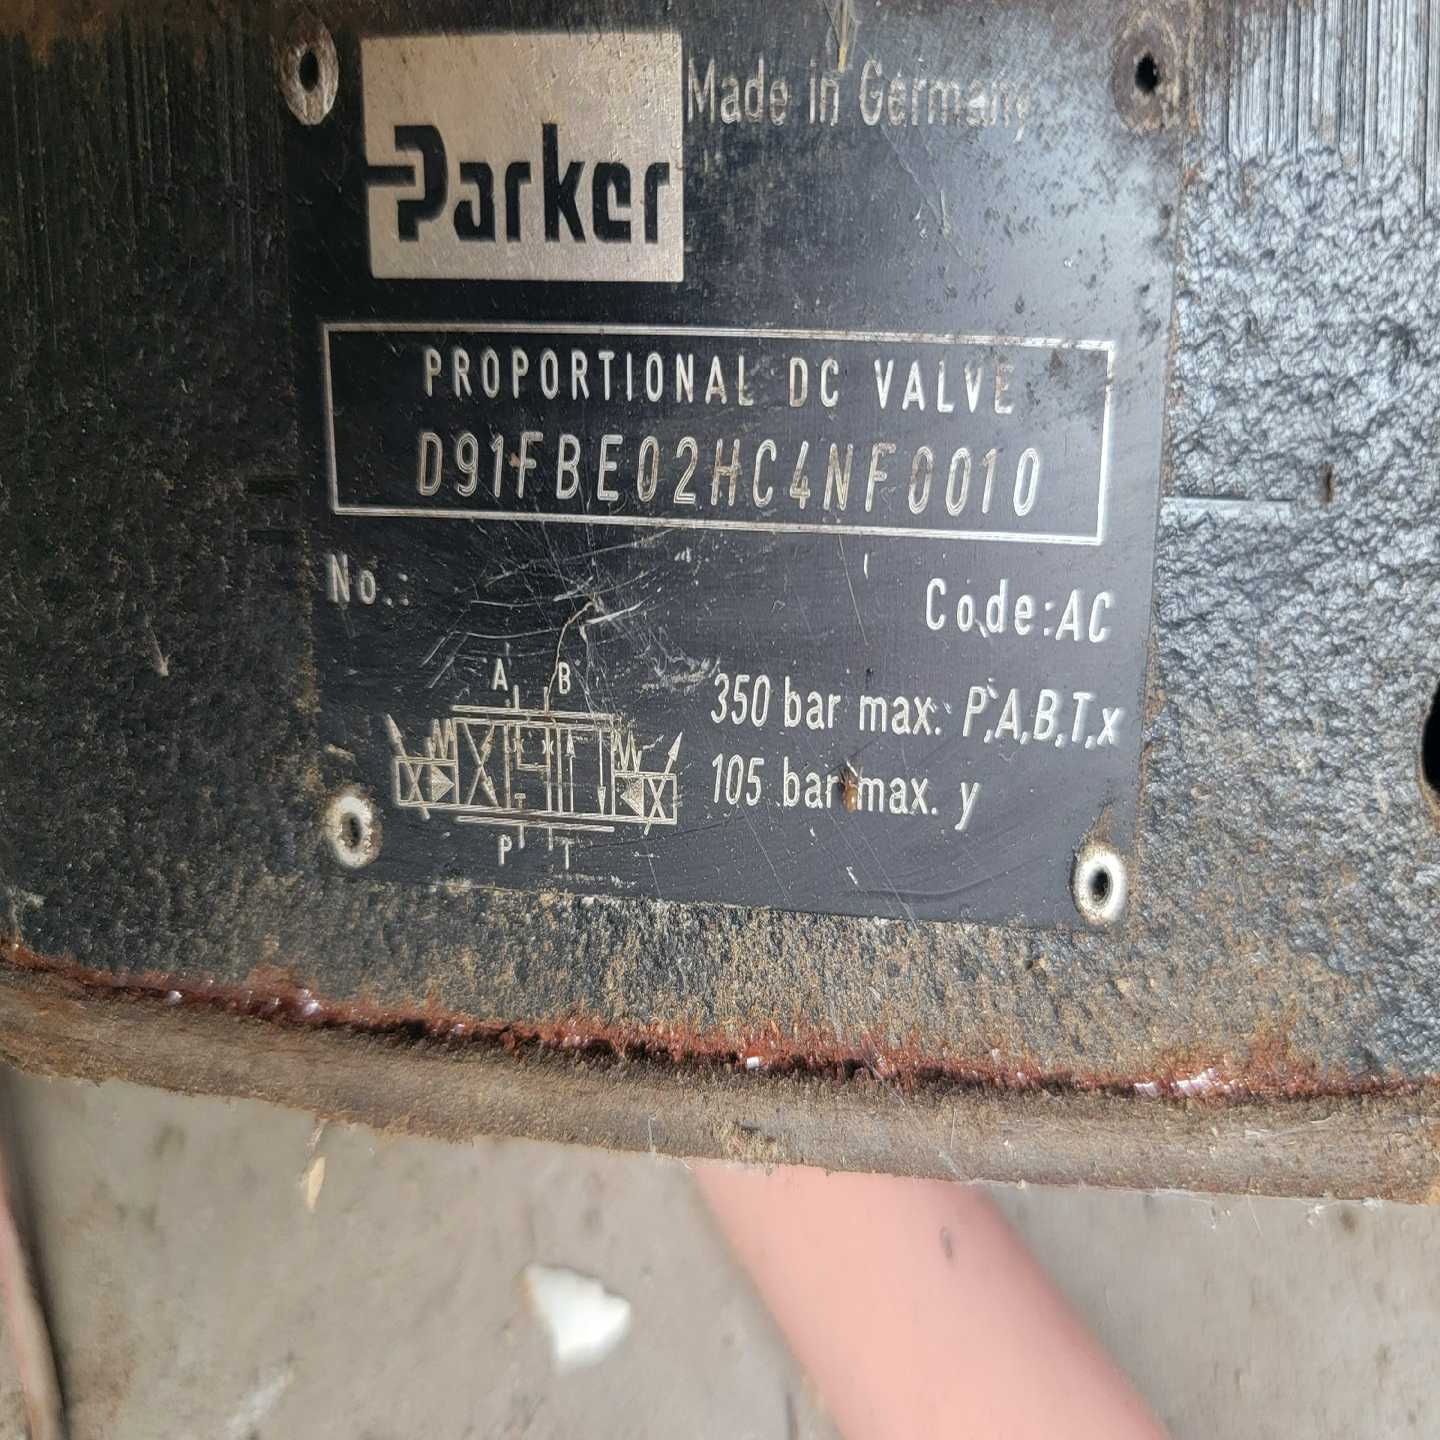 Parker Made in Germany
PROPORTIONAL DC VALVE
D91FBE02HC4NF0010
No.:
Code:AC
A B
350 bar max. P,A,B,T,x
105 bar max. y
P T